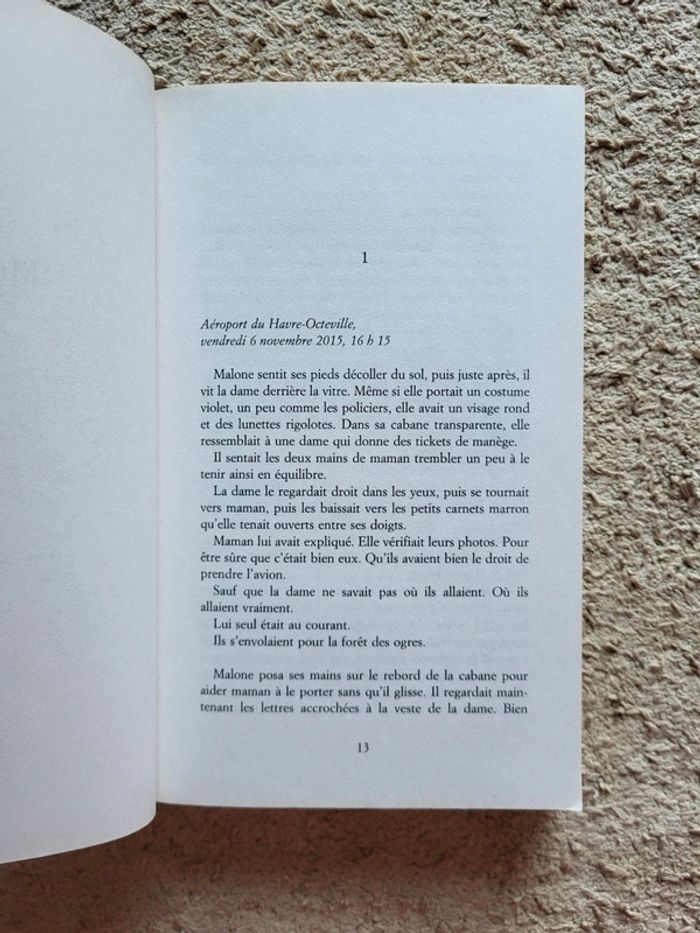 1
Aéroport du Havre-Octeville,
vendredi 6 novembre 2015, 16 h 15
Malone sentit ses pieds décoller du sol, puis juste après, il
vit la dame derrière la vitre. Même si elle portait un costume
violet, un peu comme les policiers, elle avait un visage rond
et des lunettes rigolotes. Dans sa cabane transparente, elle
ressemblait à une dame qui donne des tickets de manège.
Il sentait les deux mains de maman trembler un peu à le
tenir ainsi en équilibre.
La dame le regardait droit dans les yeux, puis se tournait
vers maman, puis les baissait vers les petits carnets marron
qu'elle tenait ouverts entre ses doigts.
Maman lui avait expliqué. Elle vérifiait leurs photos. Pour
être sûre que c'était bien eux. Qu'ils avaient bien le droit de
prendre l'avion.
Sauf que la dame ne savait pas où ils allaient. Où ils
allaient vraiment.
Lui seul était au courant.
Ils s'envolaient pour la forêt des ogres.
Malone posa ses mains sur le rebord de la cabane pour
aider maman à le porter sans qu'il glisse. Il regardait main-
tenant les lettres accrochées à la veste de la dame. Bien
13